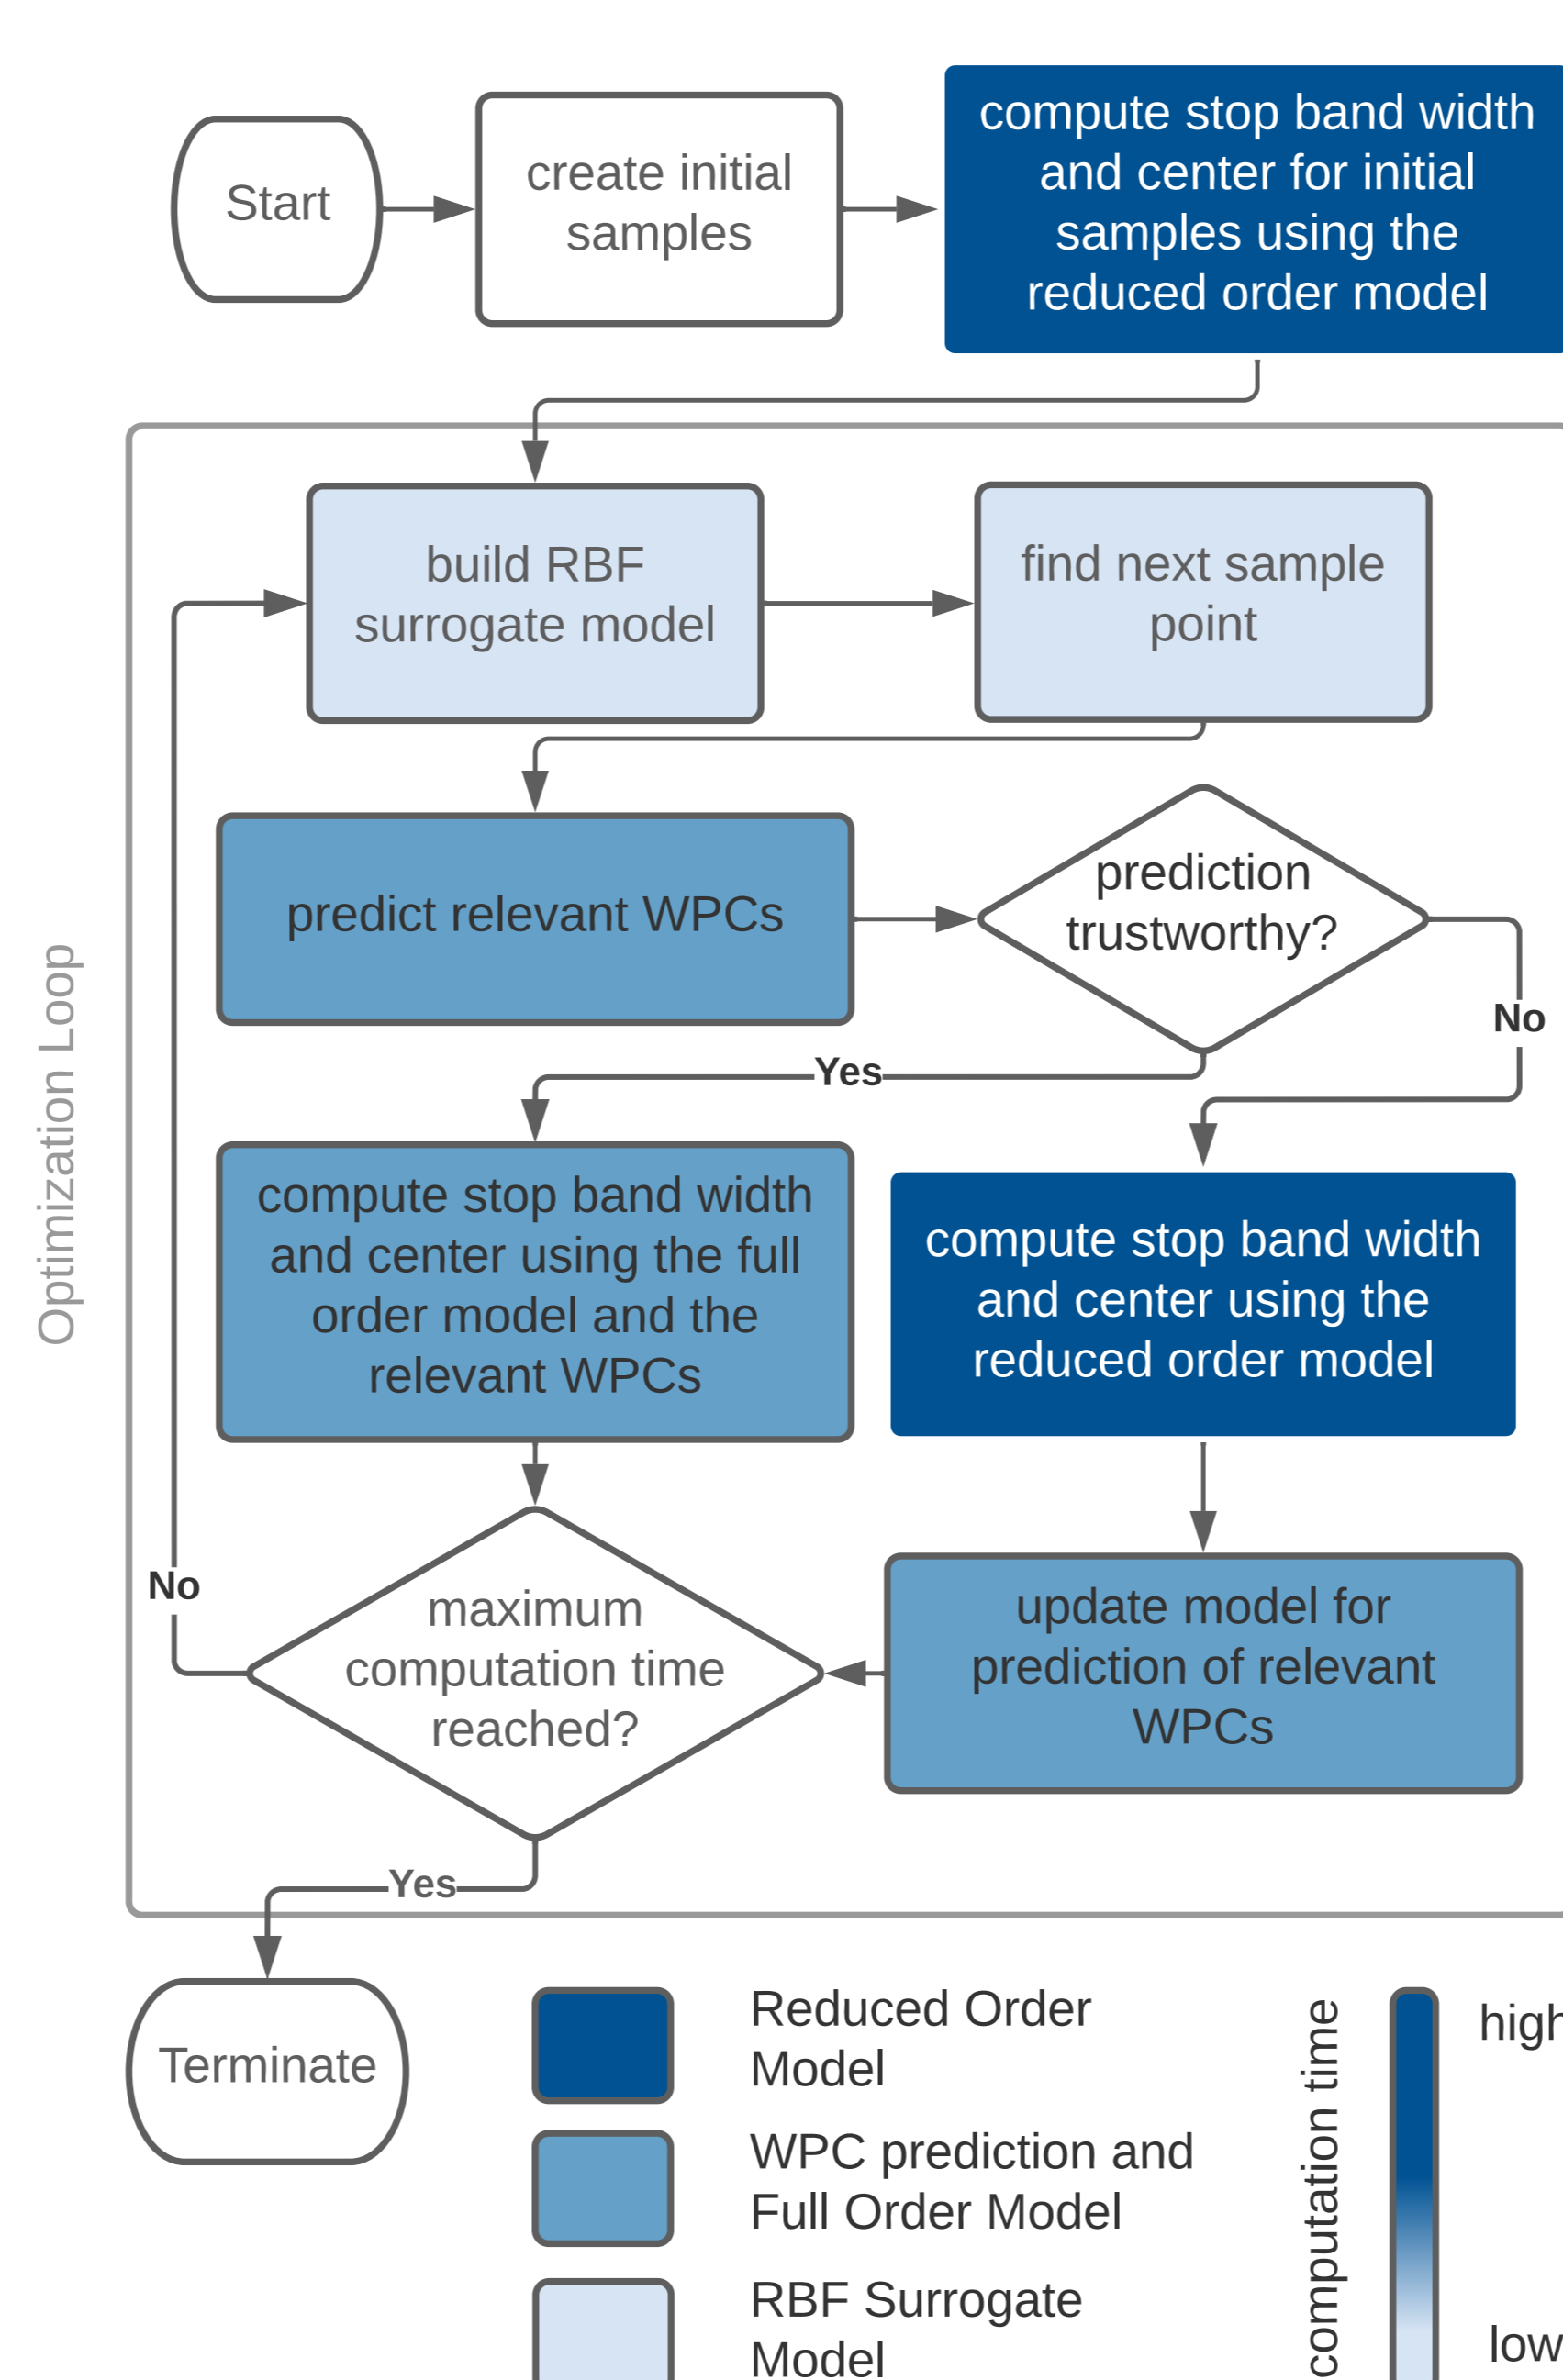 Start
create initial
samples
compute stop band width
and center for initial
samples using the
reduced order model
build RBF
surrogate model
find next sample
point
predict relevant WPCs
prediction
trustworthy?
No
Yes
Optimization Loop
compute stop band width
and center using the full
order model and the
relevant WPCs
compute stop band width
and center using the
reduced order model
No
maximum
computation time
reached?
update model for
prediction of relevant
WPCs
Yes
Terminate
Reduced Order
Model
WPC prediction and
Full Order Model
RBF Surrogate
Model
computation time
high
low